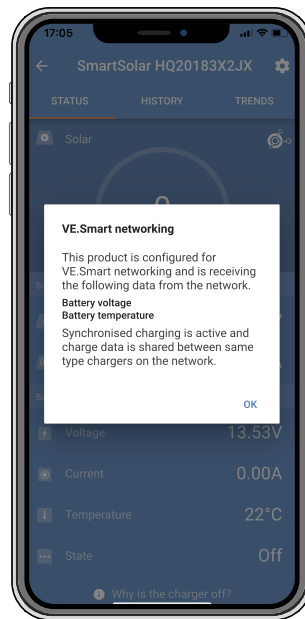 17:05
SmartSolar HQ20183X2JX
STATUS HISTORY TRENDS
Solar
VE.Smart networking
This product is configured for
VE.Smart networking and is receiving
the following data from the network.
Battery voltage
Battery temperature
Synchronised charging is active and
charge data is shared between same
type chargers on the network.
OK
Voltage 13.53V
Current 0.00A
Temperature 22°C
State Off
Why is the charger off?